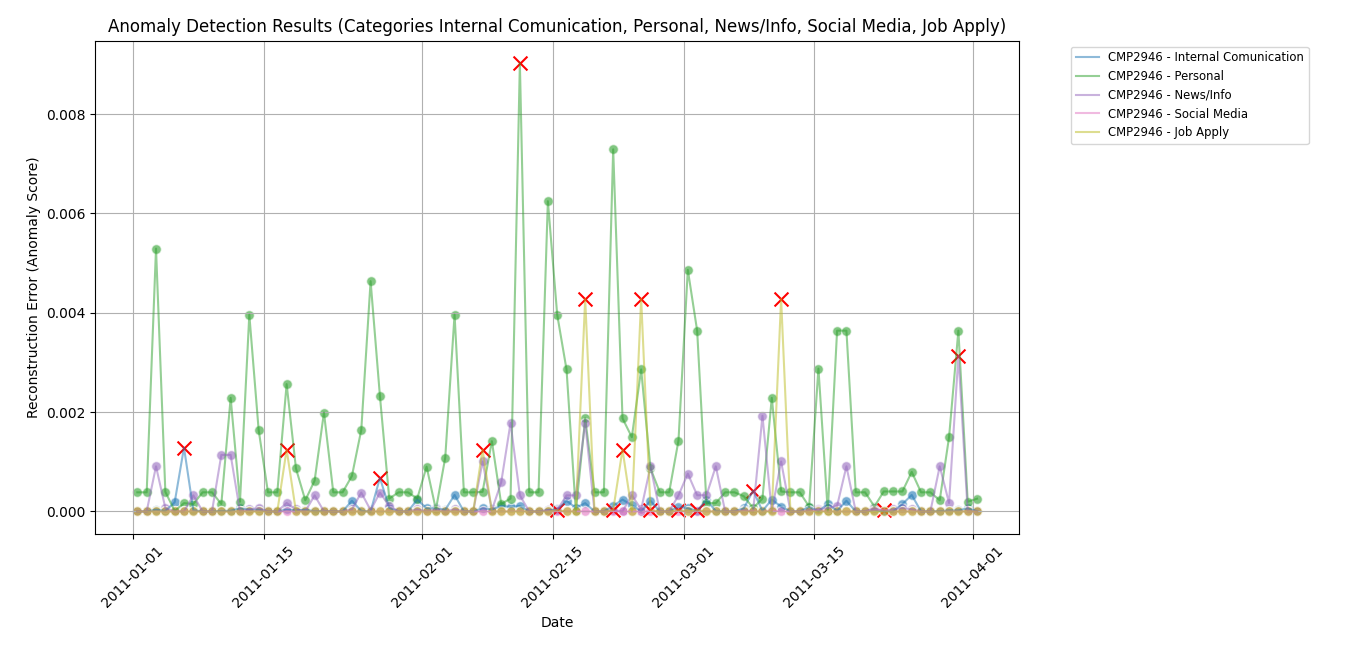 Anomaly Detection Results (Categories Internal Comunication, Personal, News/Info, Social Media, Job Apply)
CMP2946 - Internal Comunication
CMP2946 - Personal
CMP2946 - News/Info
CMP2946 - Social Media
CMP2946 - Job Apply
Reconstruction Error (Anomaly Score)
0.008
0.006
0.004
0.002
0.000
2011-01-01
2011-01-15
2011-02-01
2011-02-15
2011-03-01
2011-03-15
2011-04-01
Date